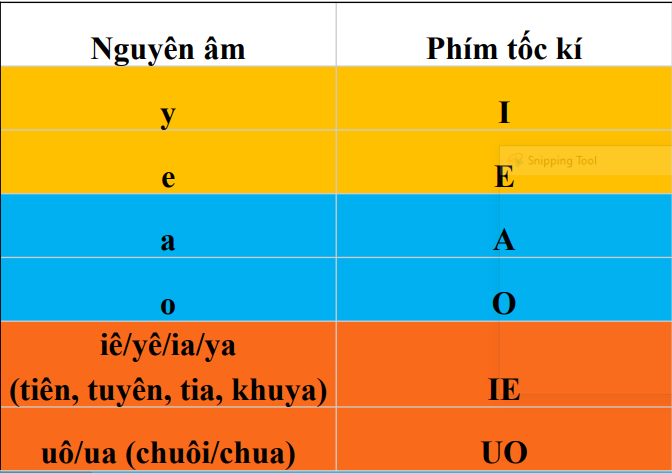 Nguyên âm Phím tốc kí
y I
e E
Snipping Tool
a A
o O
iê/yê/ia/ya
(tiên, tuyên, tia, khuya) IE
uô/ua (chuôi/chua) UO